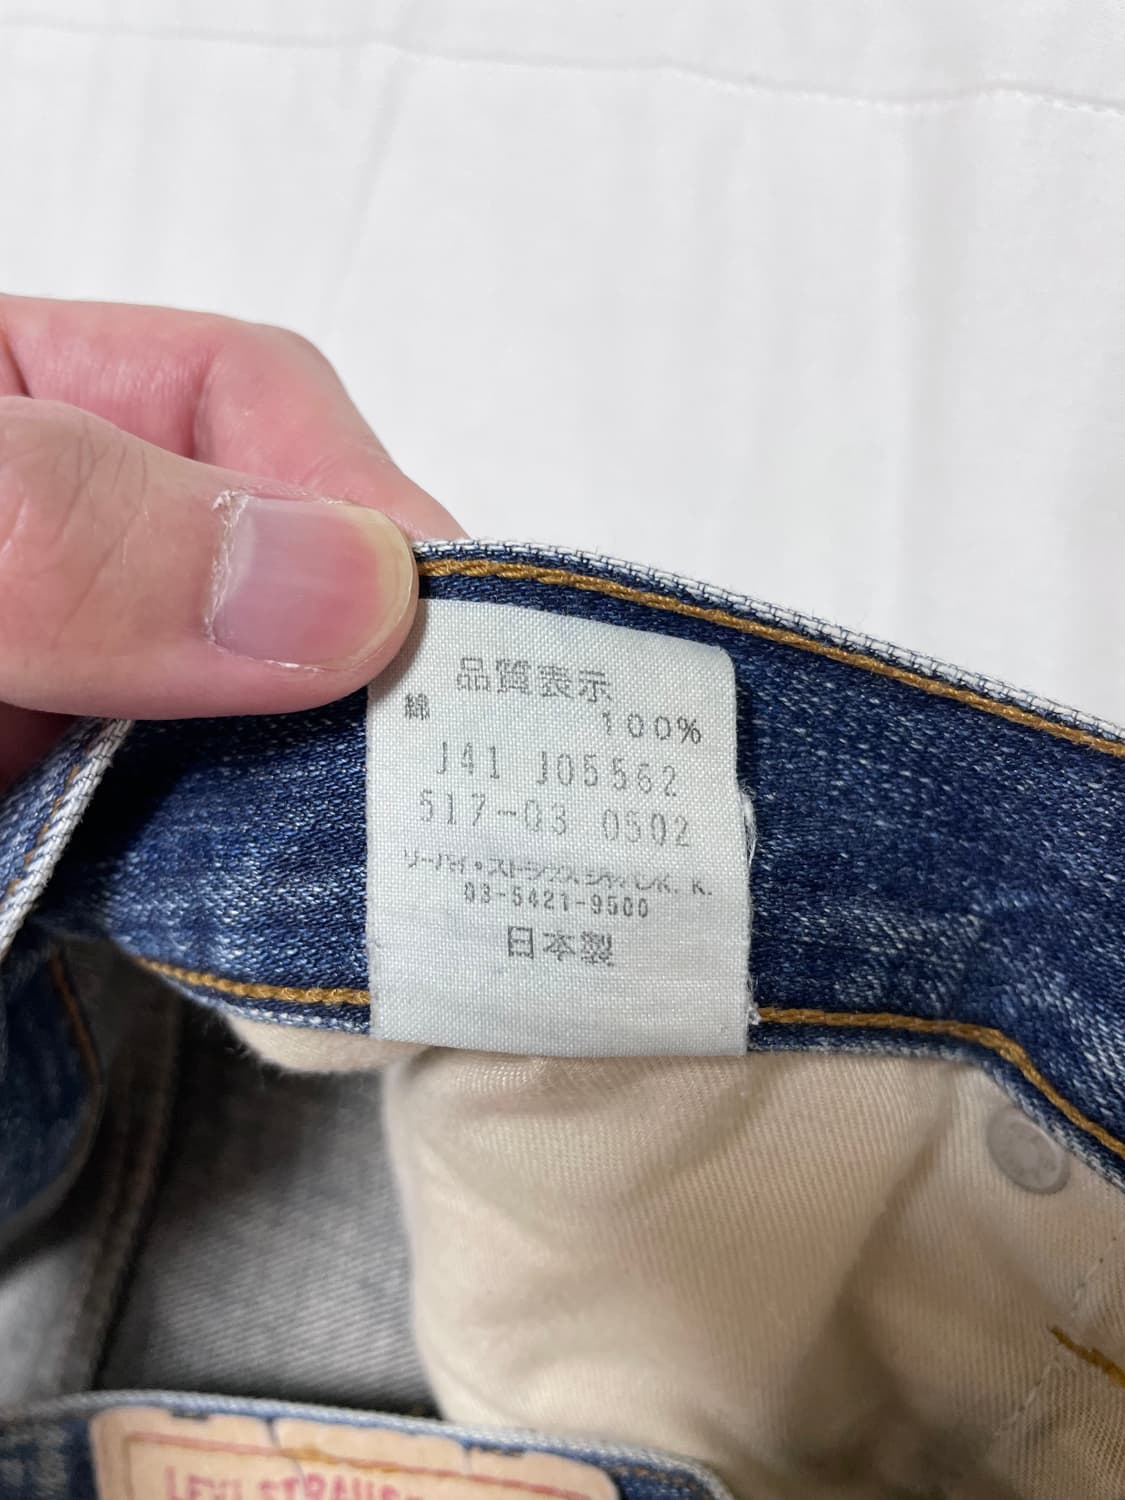 品質表示
綿 100%
J41 J05562
517-03 0502
リーバイ・ストラウス ジャパン K. K.
03-5421-9500
日本製
LEVI STRAUSS